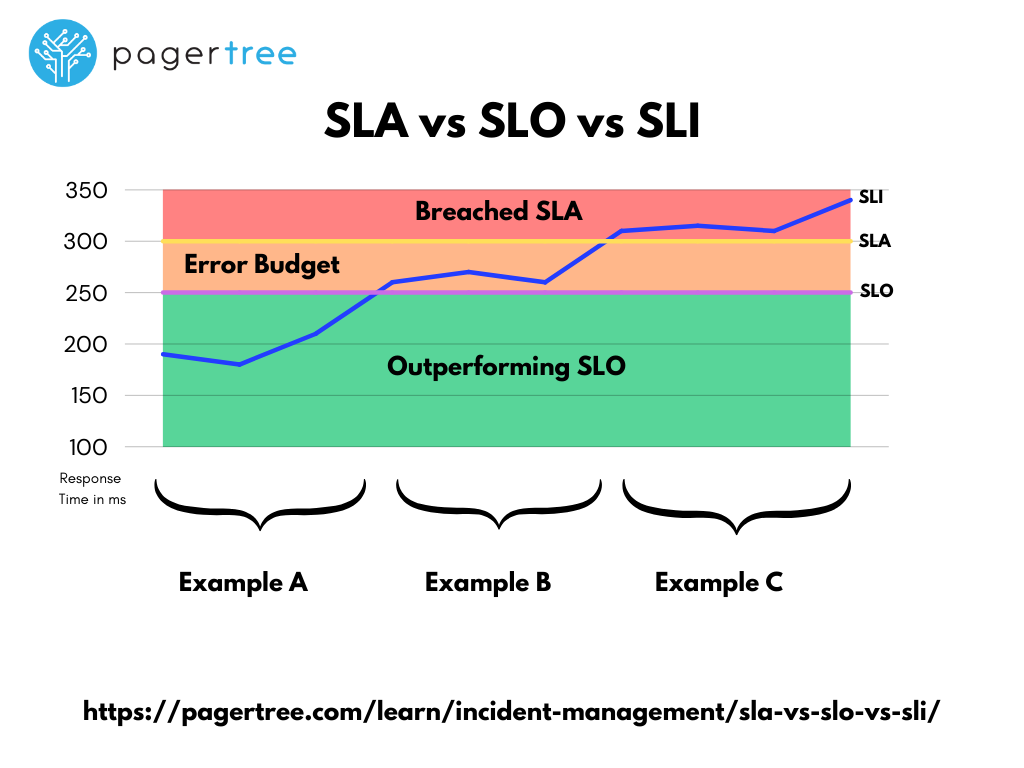 pagertree
SLA vs SLO vs SLI
350
Breached SLA
SLI
300
SLA
Error Budget
250
SLO
200
Outperforming SLO
150
100
Response
Time in ms
Example A
Example B
Example C
https://pagertree.com/learn/incident-management/sla-vs-slo-vs-sli/